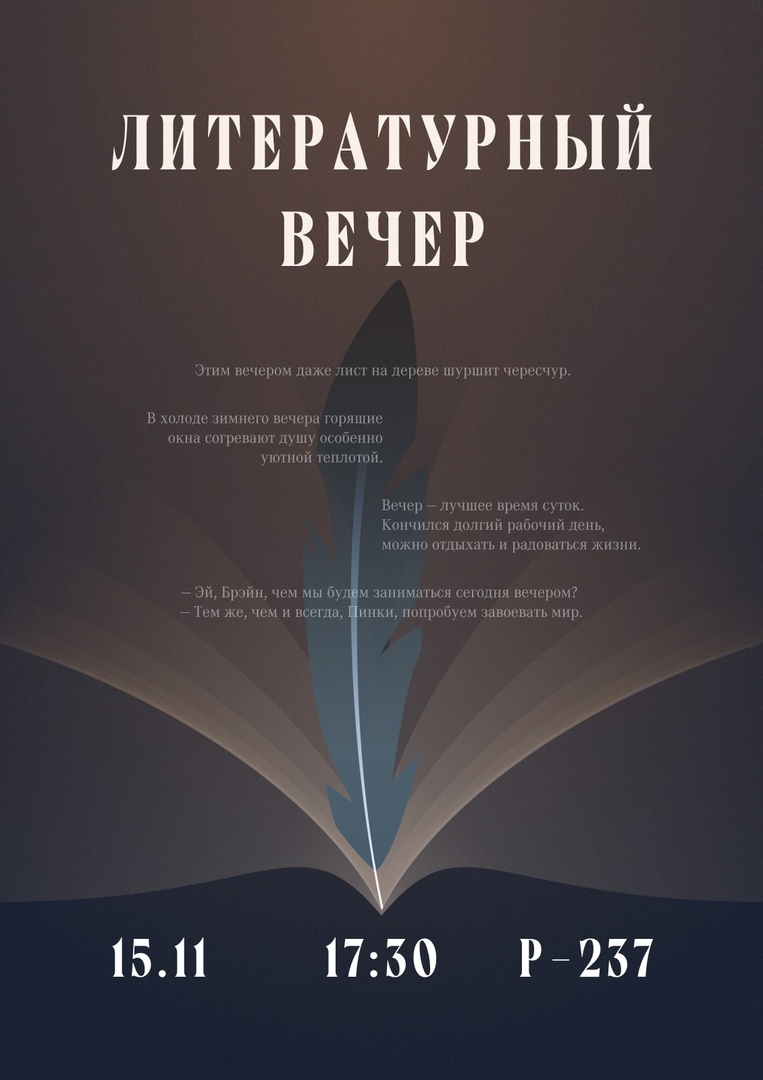 ЛИТЕРАТУРНЫЙ
ВЕЧЕР
Этим вечером даже лист на дереве шуршит чересчур.
В холоде зимнего вечера горящие
окна согревают душу особенно
уютной теплотой.
Вечер — лучшее время суток.
Кончился долгий рабочий день,
можно отдыхать и радоваться жизни.
— Эй, Брэйн, чем мы будем заниматься сегодня вечером?
— Тем же, чем и всегда, Пинки, попробуем завоевать мир.
15.11 17:30 Р – 237